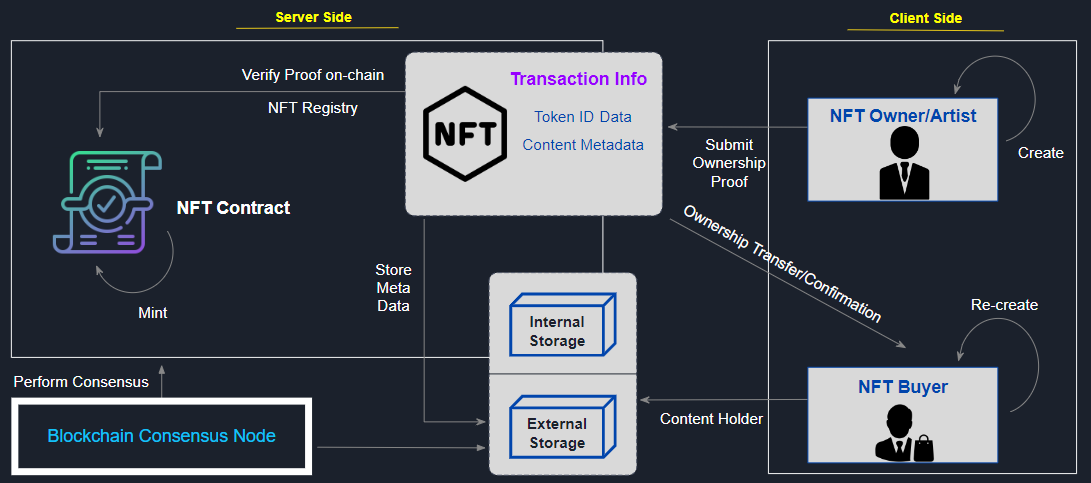 Server Side
Client Side
Verify Proof on-chain
NFT Registry
NFT Contract
Mint
NFT
Transaction Info
Token ID Data
Content Metadata
Submit
Ownership
Proof
NFT Owner/Artist
Create
Ownership Transfer/Confirmation
Store
Meta
Data
Internal
Storage
External
Storage
Re-create
NFT Buyer
Content Holder
Perform Consensus
Blockchain Consensus Node